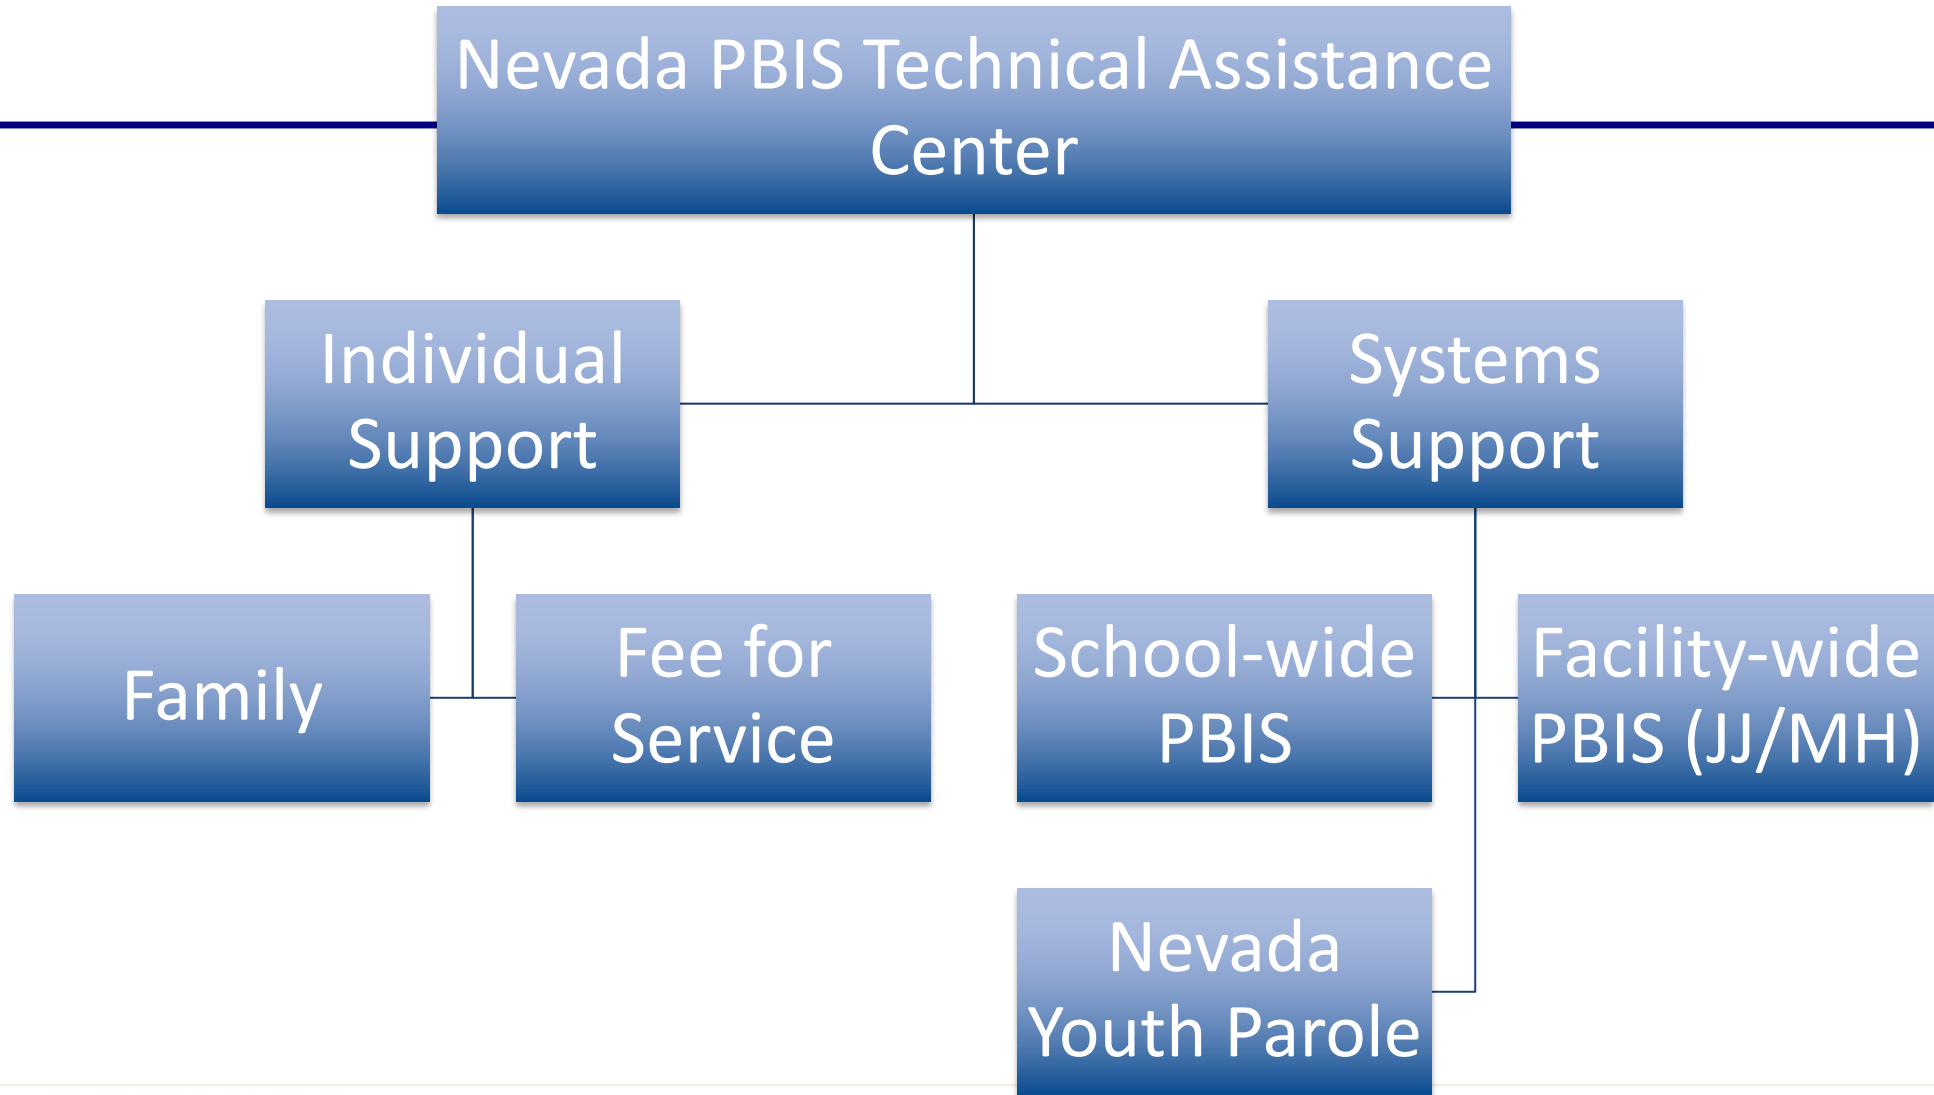 Nevada PBIS Technical Assistance
Center
Individual
Support
Systems
Support
Family
Fee for
Service
School-wide
PBIS
Facility-wide
PBIS (JJ/MH)
Nevada
Youth Parole